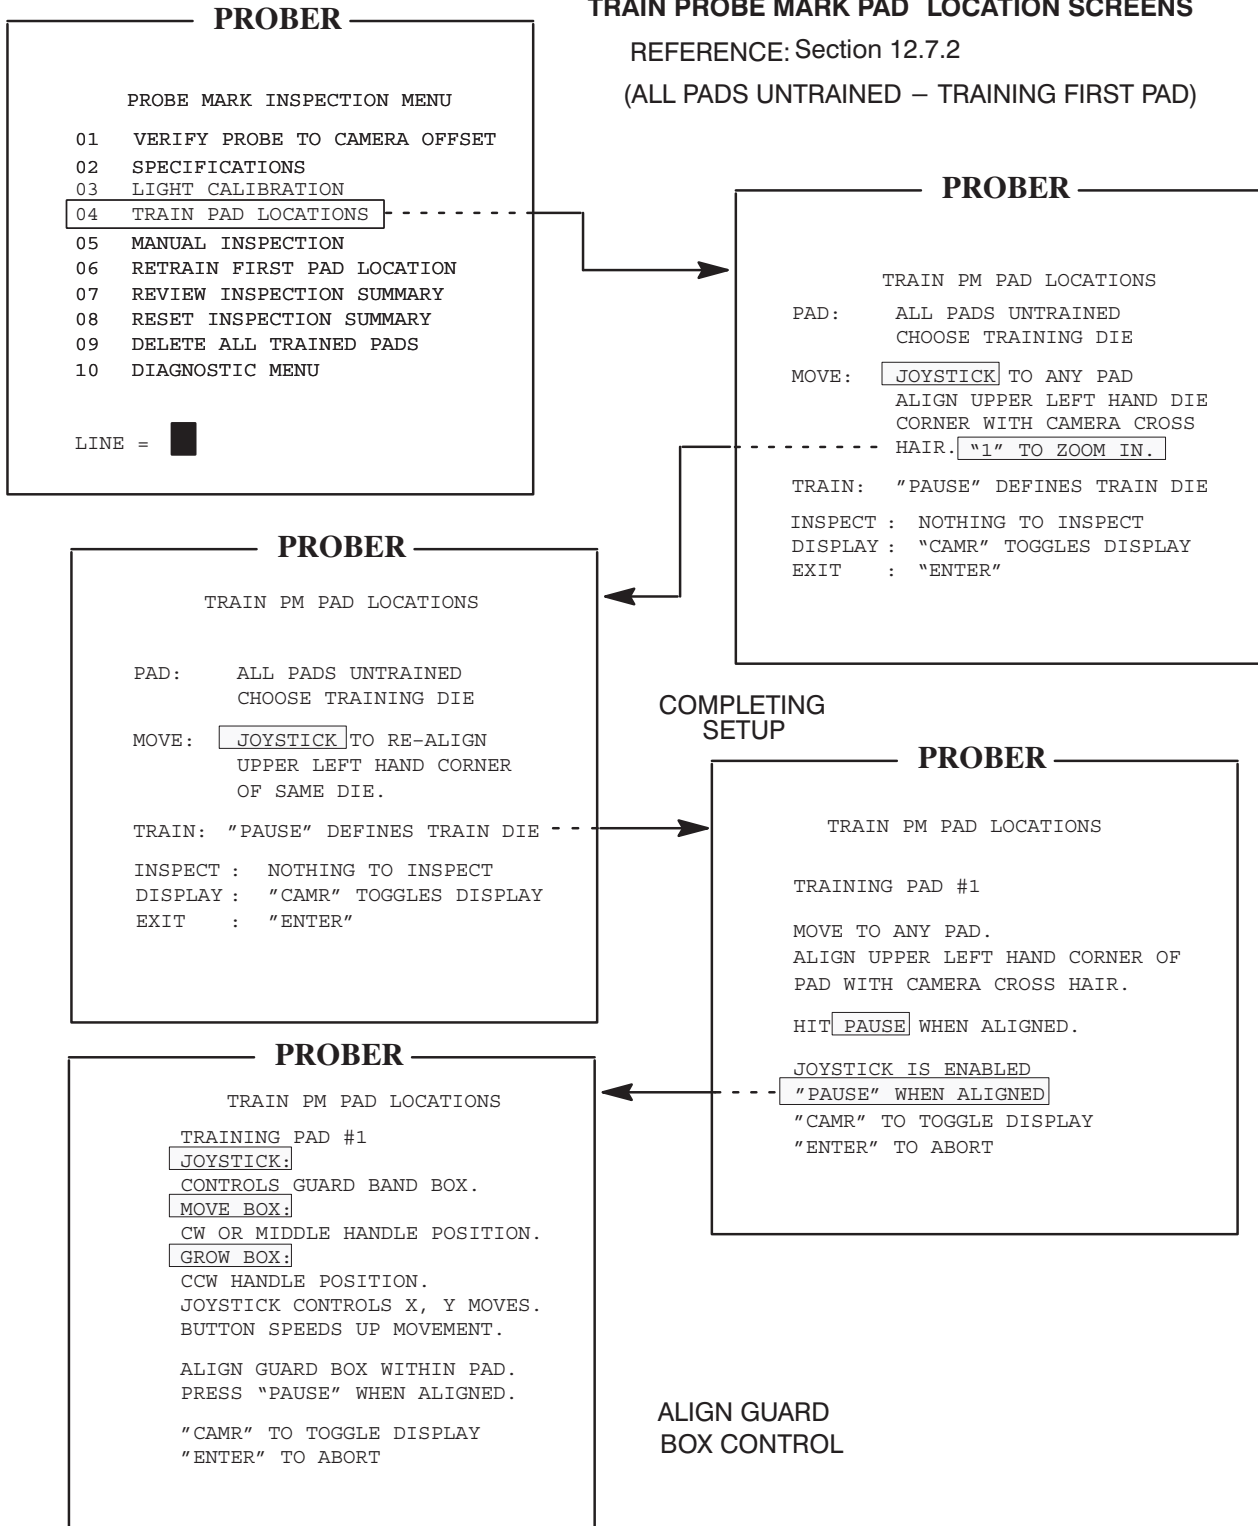 TRAIN PROBE MARK PAD LOCATION SCREENS
REFERENCE: Section 12.7.2
(ALL PADS UNTRAINED – TRAINING FIRST PAD)
PROBER
PROBE MARK INSPECTION MENU
01 VERIFY PROBE TO CAMERA OFFSET
02 SPECIFICATIONS
03 LIGHT CALIBRATION
04 TRAIN PAD LOCATIONS
05 MANUAL INSPECTION
06 RETRAIN FIRST PAD LOCATION
07 REVIEW INSPECTION SUMMARY
08 RESET INSPECTION SUMMARY
09 DELETE ALL TRAINED PADS
10 DIAGNOSTIC MENU
LINE =
PROBER
TRAIN PM PAD LOCATIONS
PAD: ALL PADS UNTRAINED
CHOOSE TRAINING DIE
MOVE: JOYSTICK TO ANY PAD
ALIGN UPPER LEFT HAND DIE
CORNER WITH CAMERA CROSS
HAIR. “1” TO ZOOM IN.
TRAIN: ”PAUSE” DEFINES TRAIN DIE
INSPECT : NOTHING TO INSPECT
DISPLAY : “CAMR” TOGGLES DISPLAY
EXIT : “ENTER”
PROBER
TRAIN PM PAD LOCATIONS
PAD: ALL PADS UNTRAINED
CHOOSE TRAINING DIE
MOVE: JOYSTICK TO RE–ALIGN
UPPER LEFT HAND CORNER
OF SAME DIE.
TRAIN: ”PAUSE” DEFINES TRAIN DIE
INSPECT : NOTHING TO INSPECT
DISPLAY : ”CAMR” TOGGLES DISPLAY
EXIT : ”ENTER”
COMPLETING
SETUP
PROBER
TRAIN PM PAD LOCATIONS
TRAINING PAD #1
MOVE TO ANY PAD.
ALIGN UPPER LEFT HAND CORNER OF
PAD WITH CAMERA CROSS HAIR.
HIT PAUSE WHEN ALIGNED.
JOYSTICK IS ENABLED
”PAUSE” WHEN ALIGNED
”CAMR” TO TOGGLE DISPLAY
”ENTER” TO ABORT
PROBER
TRAIN PM PAD LOCATIONS
TRAINING PAD #1
JOYSTICK:
CONTROLS GUARD BAND BOX.
MOVE BOX:
CW OR MIDDLE HANDLE POSITION.
GROW BOX:
CCW HANDLE POSITION.
JOYSTICK CONTROLS X, Y MOVES.
BUTTON SPEEDS UP MOVEMENT.
ALIGN GUARD BOX WITHIN PAD.
PRESS “PAUSE” WHEN ALIGNED.
”CAMR” TO TOGGLE DISPLAY
”ENTER” TO ABORT
ALIGN GUARD
BOX CONTROL